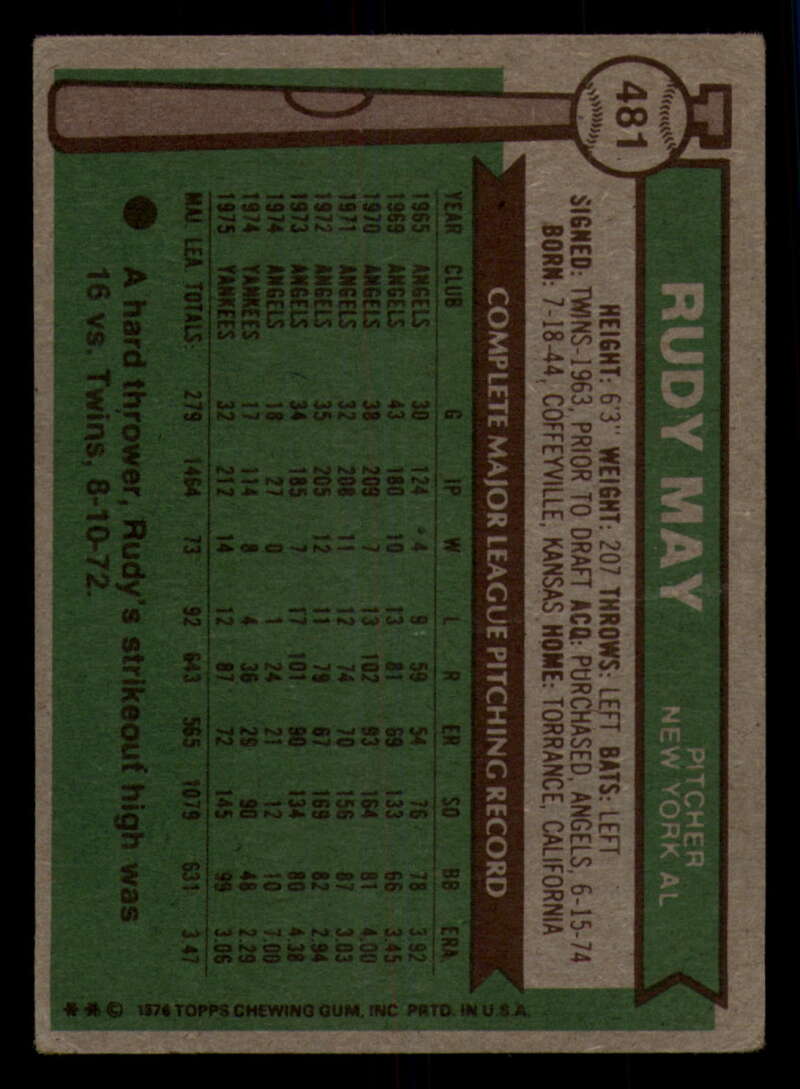 481
RUDY MAY
PITCHER
NEW YORK AL
HEIGHT: 6'3" WEIGHT: 207 THROWS: LEFT BATS: LEFT
SIGNED: TWINS-1963, PRIOR TO DRAFT ACQ: PURCHASED, ANGELS, 6-15-74
BORN: 7-18-44, COFFEYVILLE, KANSAS HOME: TORRANCE, CALIFORNIA
COMPLETE MAJOR LEAGUE PITCHING RECORD
YEAR CLUB G IP W L R ER SO BB ERA
1965 ANGELS 30 124 *4 9 59 54 76 78 3.92
1969 ANGELS 43 180 10 13 81 69 133 66 3.45
1970 ANGELS 38 209 7 13 102 93 164 81 4.00
1971 ANGELS 32 208 11 12 74 70 156 87 3.03
1972 ANGELS 35 205 12 11 79 67 169 82 2.94
1973 ANGELS 34 185 7 17 101 90 134 80 4.38
1974 ANGELS 18 27 0 1 24 21 12 10 7.00
1974 YANKEES 17 114 8 4 36 29 90 48 2.29
1975 YANKEES 32 212 14 12 87 72 145 99 3.06
MAJ LEA TOTALS: 279 1464 73 92 643 565 1079 631 3.47
A hard thrower, Rudy's strikeout high was
16 vs. Twins, 8-10-72.
** © 1976 TOPPS CHEWING GUM, INC PRTD. IN U.S.A.